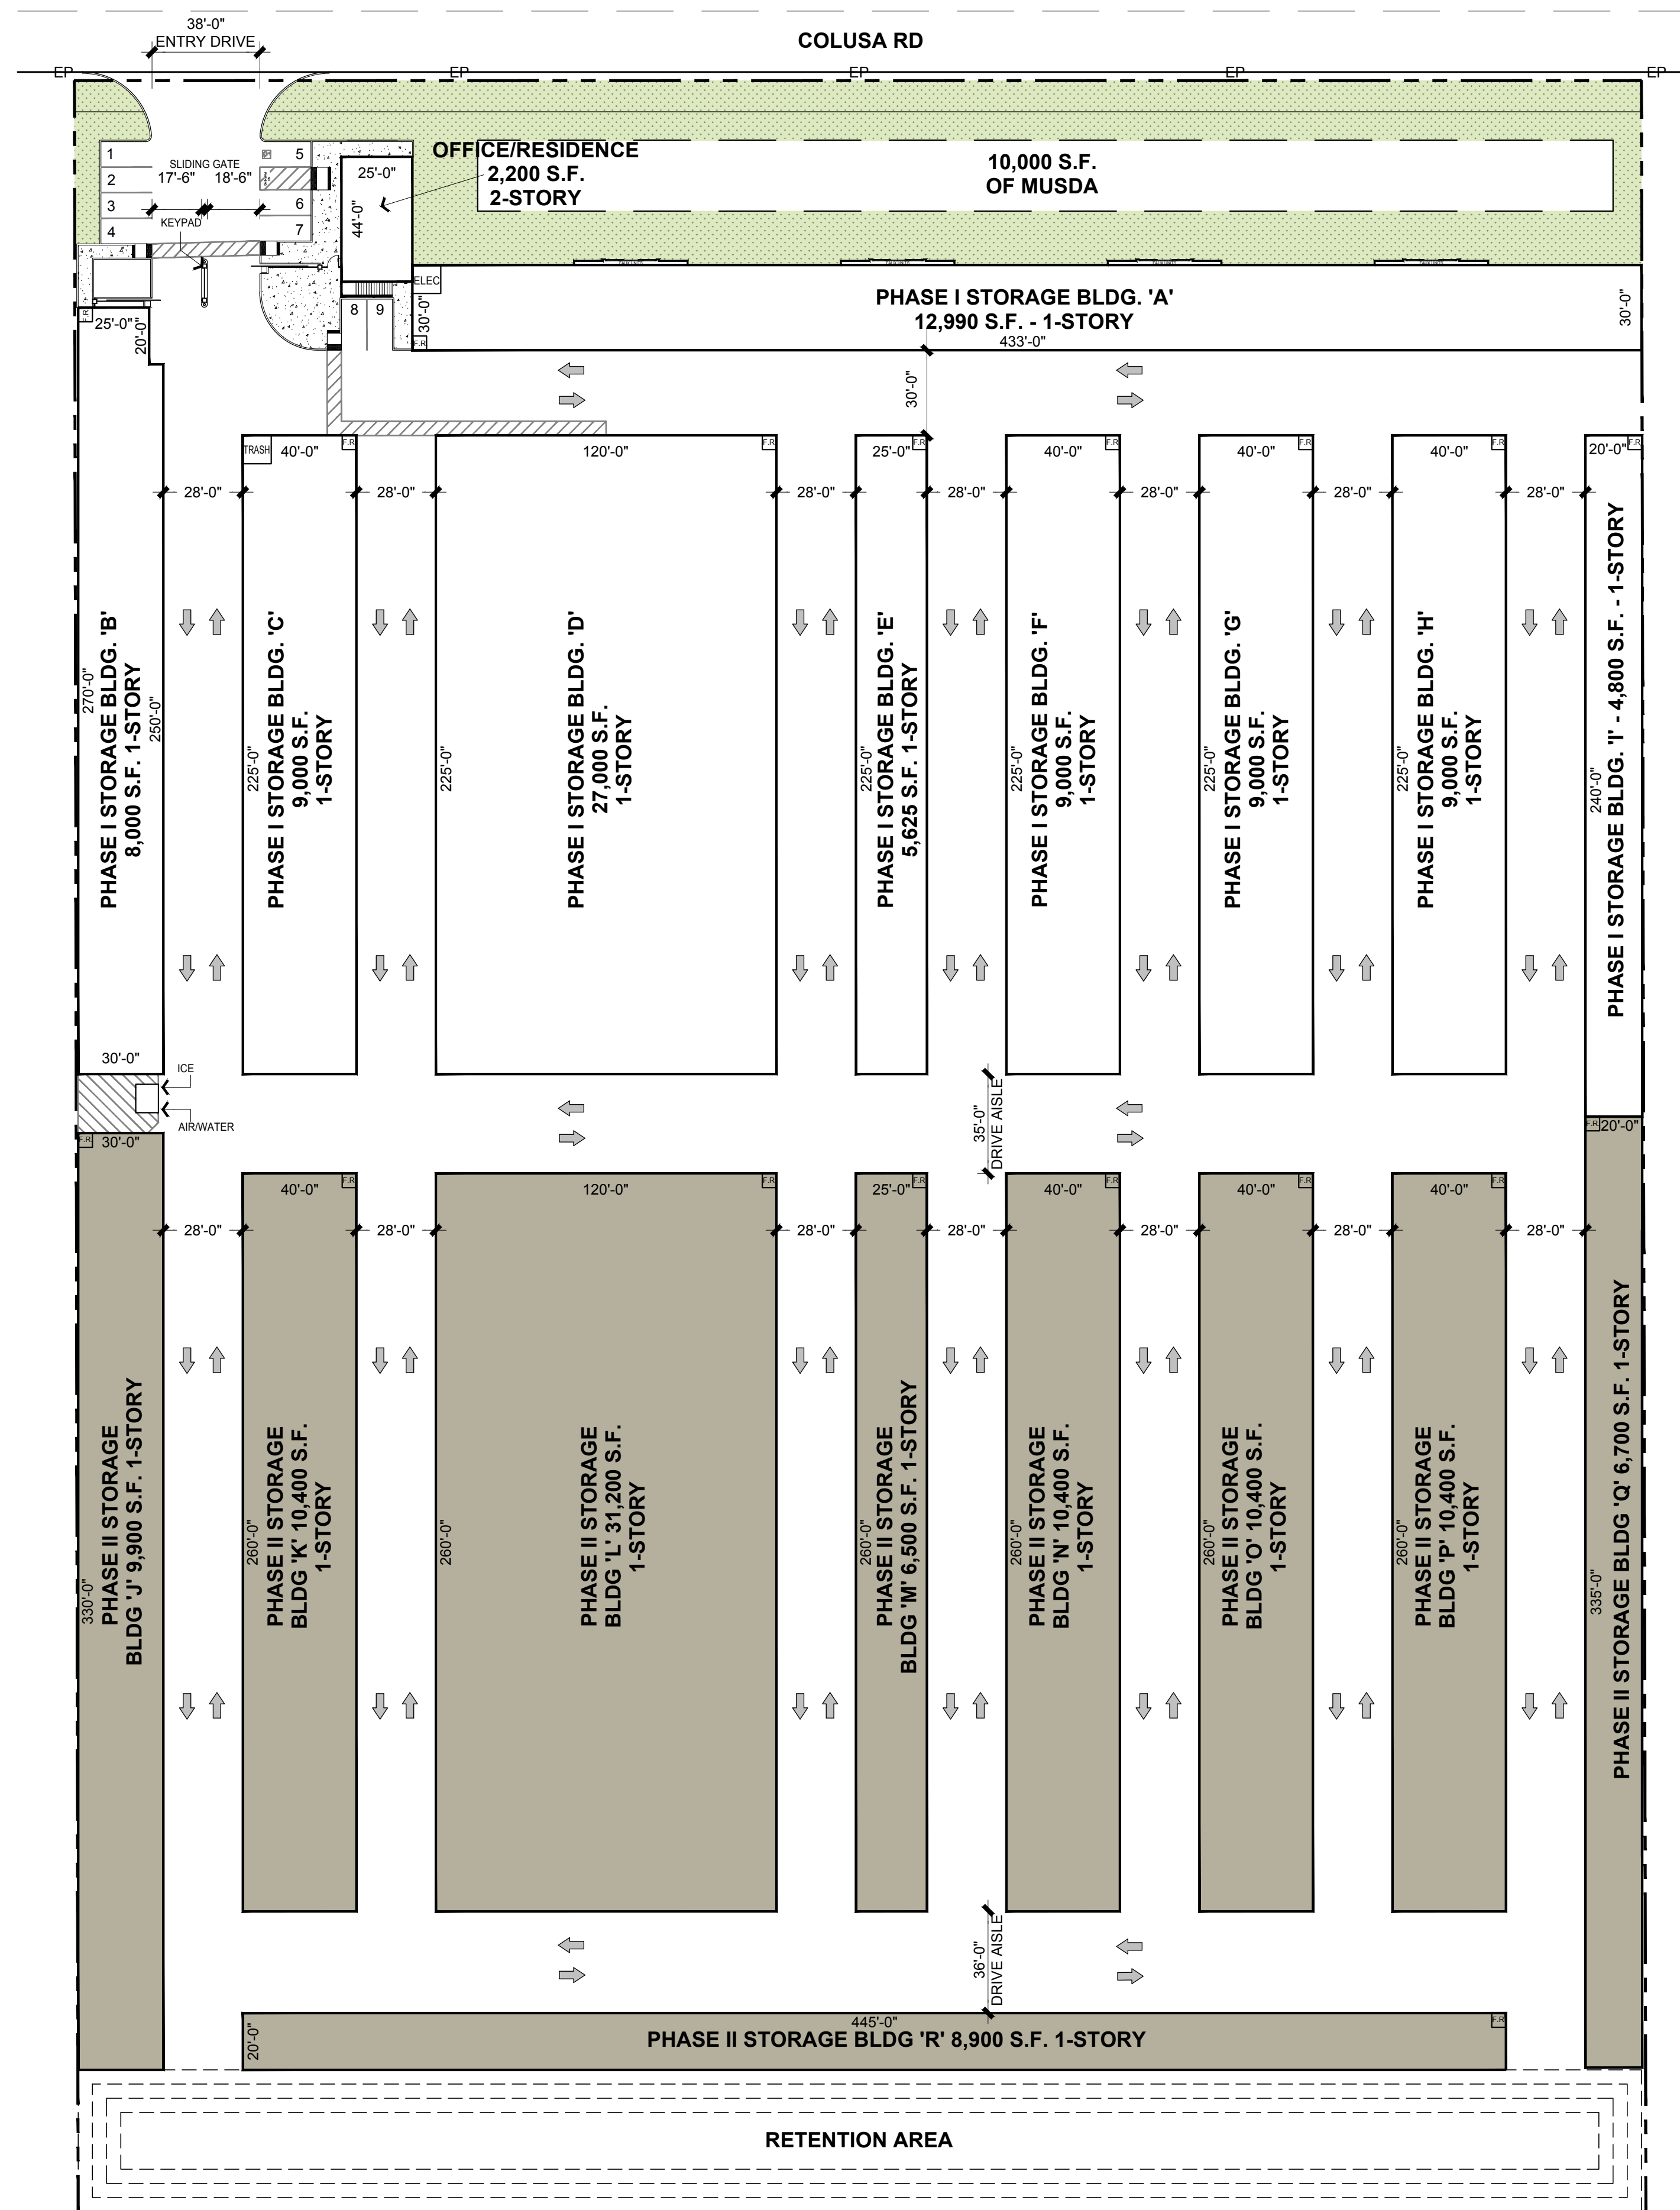 38'-0"
ENTRY DRIVE
COLUSA RD
EP
EP
EP
EP
1
2
3
4
SLIDING GATE
17'-6"
18'-6"
KEYPAD
5
6
7
OFFICE/RESIDENCE
2,200 S.F.
2-STORY
25'-0"
44'-0"
10,000 S.F.
OF MUSDA
ELEC
8
9
30'-0"
F.R
PHASE I STORAGE BLDG. 'A'
12,990 S.F. - 1-STORY
433'-0"
30'-0"
F.R
25'-0"
20'-0"
30'-0"
TRASH
40'-0"
F.R
120'-0"
F.R
25'-0"
F.R
40'-0"
F.R
40'-0"
F.R
40'-0"
F.R
20'-0"
F.R
28'-0"
28'-0"
28'-0"
28'-0"
28'-0"
28'-0"
28'-0"
270'-0"
PHASE I STORAGE BLDG. 'B'
8,000 S.F. 1-STORY
250'-0"
225'-0"
PHASE I STORAGE BLDG. 'C'
9,000 S.F.
1-STORY
225'-0"
PHASE I STORAGE BLDG. 'D'
27,000 S.F.
1-STORY
225'-0"
PHASE I STORAGE BLDG. 'E'
5,625 S.F. 1-STORY
225'-0"
PHASE I STORAGE BLDG. 'F'
9,000 S.F.
1-STORY
225'-0"
PHASE I STORAGE BLDG. 'G'
9,000 S.F.
1-STORY
225'-0"
PHASE I STORAGE BLDG. 'H'
9,000 S.F.
1-STORY
240'-0"
PHASE I STORAGE BLDG. 'I' - 4,800 S.F. - 1-STORY
30'-0"
ICE
AIR/WATER
35'-0"
DRIVE AISLE
F.R
30'-0"
40'-0"
F.R
120'-0"
F.R
25'-0"
F.R
40'-0"
F.R
40'-0"
F.R
40'-0"
F.R
F.R
20'-0"
28'-0"
28'-0"
28'-0"
28'-0"
28'-0"
28'-0"
28'-0"
330'-0"
PHASE II STORAGE
BLDG 'J' 9,900 S.F. 1-STORY
260'-0"
PHASE II STORAGE
BLDG 'K' 10,400 S.F.
1-STORY
260'-0"
PHASE II STORAGE
BLDG 'L' 31,200 S.F.
1-STORY
260'-0"
PHASE II STORAGE
BLDG 'M' 6,500 S.F. 1-STORY
260'-0"
PHASE II STORAGE
BLDG 'N' 10,400 S.F.
1-STORY
260'-0"
PHASE II STORAGE
BLDG 'O' 10,400 S.F.
1-STORY
260'-0"
PHASE II STORAGE
BLDG 'P' 10,400 S.F.
1-STORY
335'-0"
PHASE II STORAGE BLDG 'Q' 6,700 S.F. 1-STORY
36'-0"
DRIVE AISLE
20'-0"
445'-0"
F.R
PHASE II STORAGE BLDG 'R' 8,900 S.F. 1-STORY
RETENTION AREA